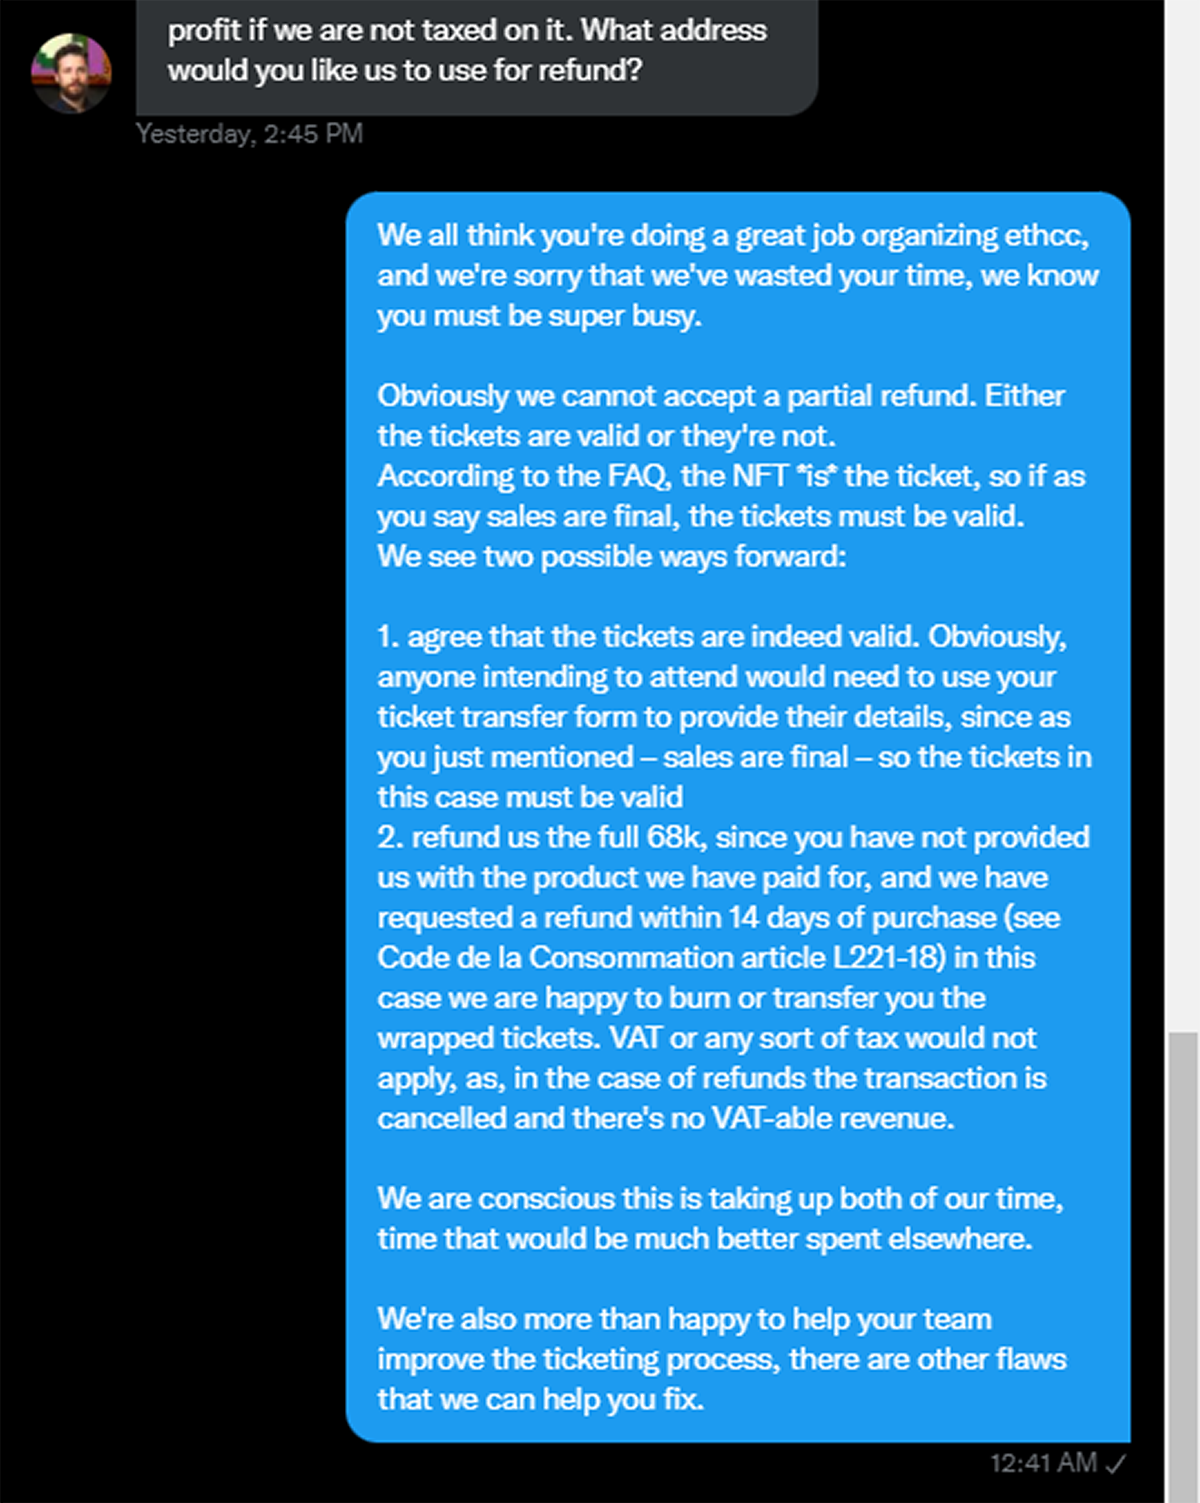 profit if we are not taxed on it. What address
would you like us to use for refund?
Yesterday, 2:45 PM
We all think you're doing a great job organizing ethcc,
and we're sorry that we've wasted your time, we know
you must be super busy.
Obviously we cannot accept a partial refund. Either
the tickets are valid or they're not.
According to the FAQ, the NFT *is* the ticket, so if as
you say sales are final, the tickets must be valid.
We see two possible ways forward:
1. agree that the tickets are indeed valid. Obviously,
anyone intending to attend would need to use your
ticket transfer form to provide their details, since as
you just mentioned – sales are final – so the tickets in
this case must be valid
2. refund us the full 68k, since you have not provided
us with the product we have paid for, and we have
requested a refund within 14 days of purchase (see
Code de la Consommation article L221-18) in this
case we are happy to burn or transfer you the
wrapped tickets. VAT or any sort of tax would not
apply, as, in the case of refunds the transaction is
cancelled and there's no VAT-able revenue.
We are conscious this is taking up both of our time,
time that would be much better spent elsewhere.
We're also more than happy to help your team
improve the ticketing process, there are other flaws
that we can help you fix.
12:41 AM ✓